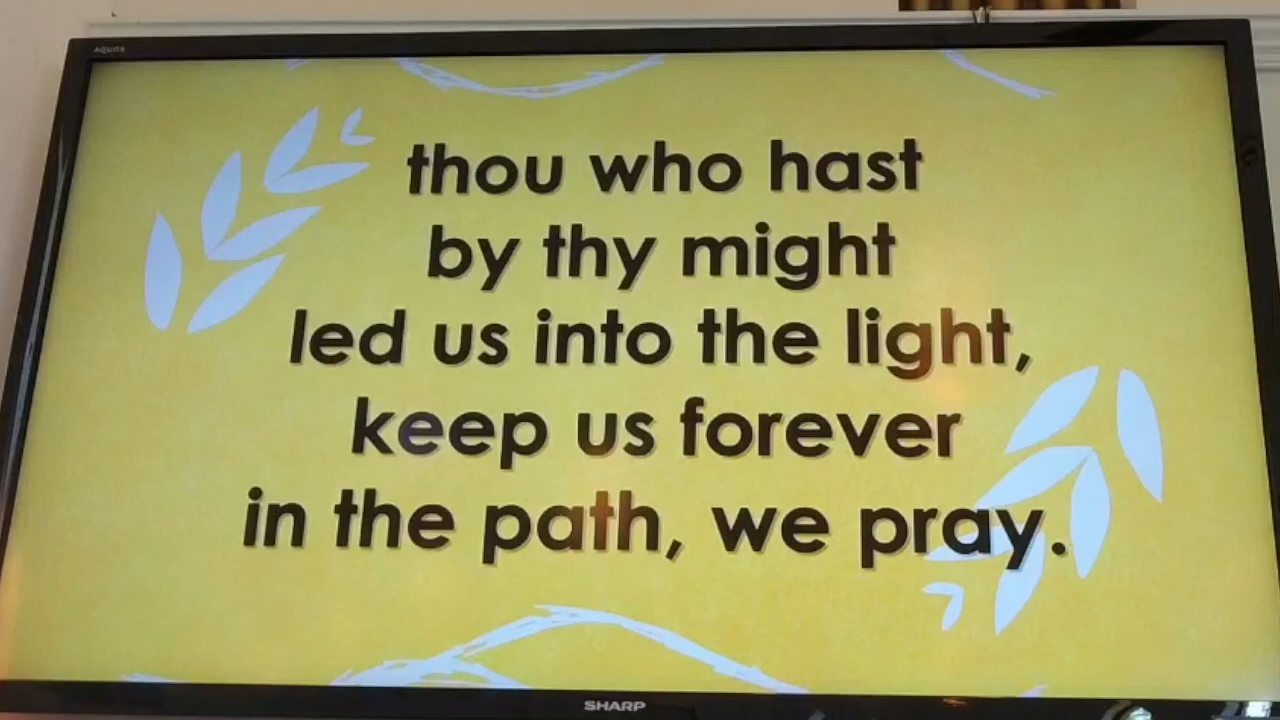 AQUOS
thou who hast
by thy might
led us into the light,
keep us forever
in the path, we pray.
SHARP